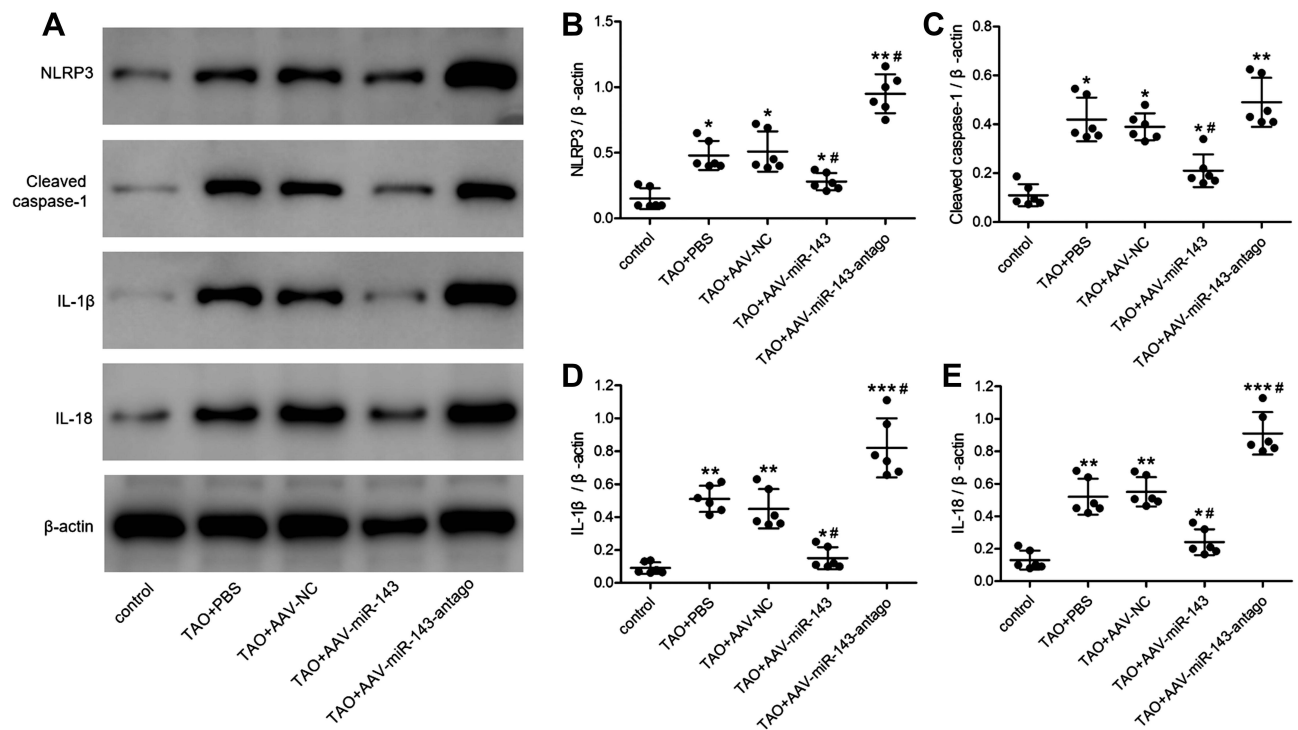 A
NLRP3
Cleaved
caspase-1
IL-1β
IL-18
β-actin
control
TAO+PBS
TAO+AAV-NC
TAO+AAV-miR-143
TAO+AAV-miR-143-antago
B
NLRP3 / β -actin
1.5
1.0
0.5
0.0
*
*
* #
** #
control
TAO+PBS
TAO+AAV-NC
TAO+AAV-miR-143
TAO+AAV-miR-143-antago
C
Cleaved caspase-1 / β -actin
0.8
0.6
0.4
0.2
0.0
*
*
* #
**
control
TAO+PBS
TAO+AAV-NC
TAO+AAV-miR-143
TAO+AAV-miR-143-antago
D
IL-1β / β -actin
1.2
1.0
0.8
0.6
0.4
0.2
0.0
**
**
* #
*** #
control
TAO+PBS
TAO+AAV-NC
TAO+AAV-miR-143
TAO+AAV-miR-143-antago
E
IL-18 / β -actin
1.2
1.0
0.8
0.6
0.4
0.2
0.0
**
**
* #
*** #
control
TAO+PBS
TAO+AAV-NC
TAO+AAV-miR-143
TAO+AAV-miR-143-antago